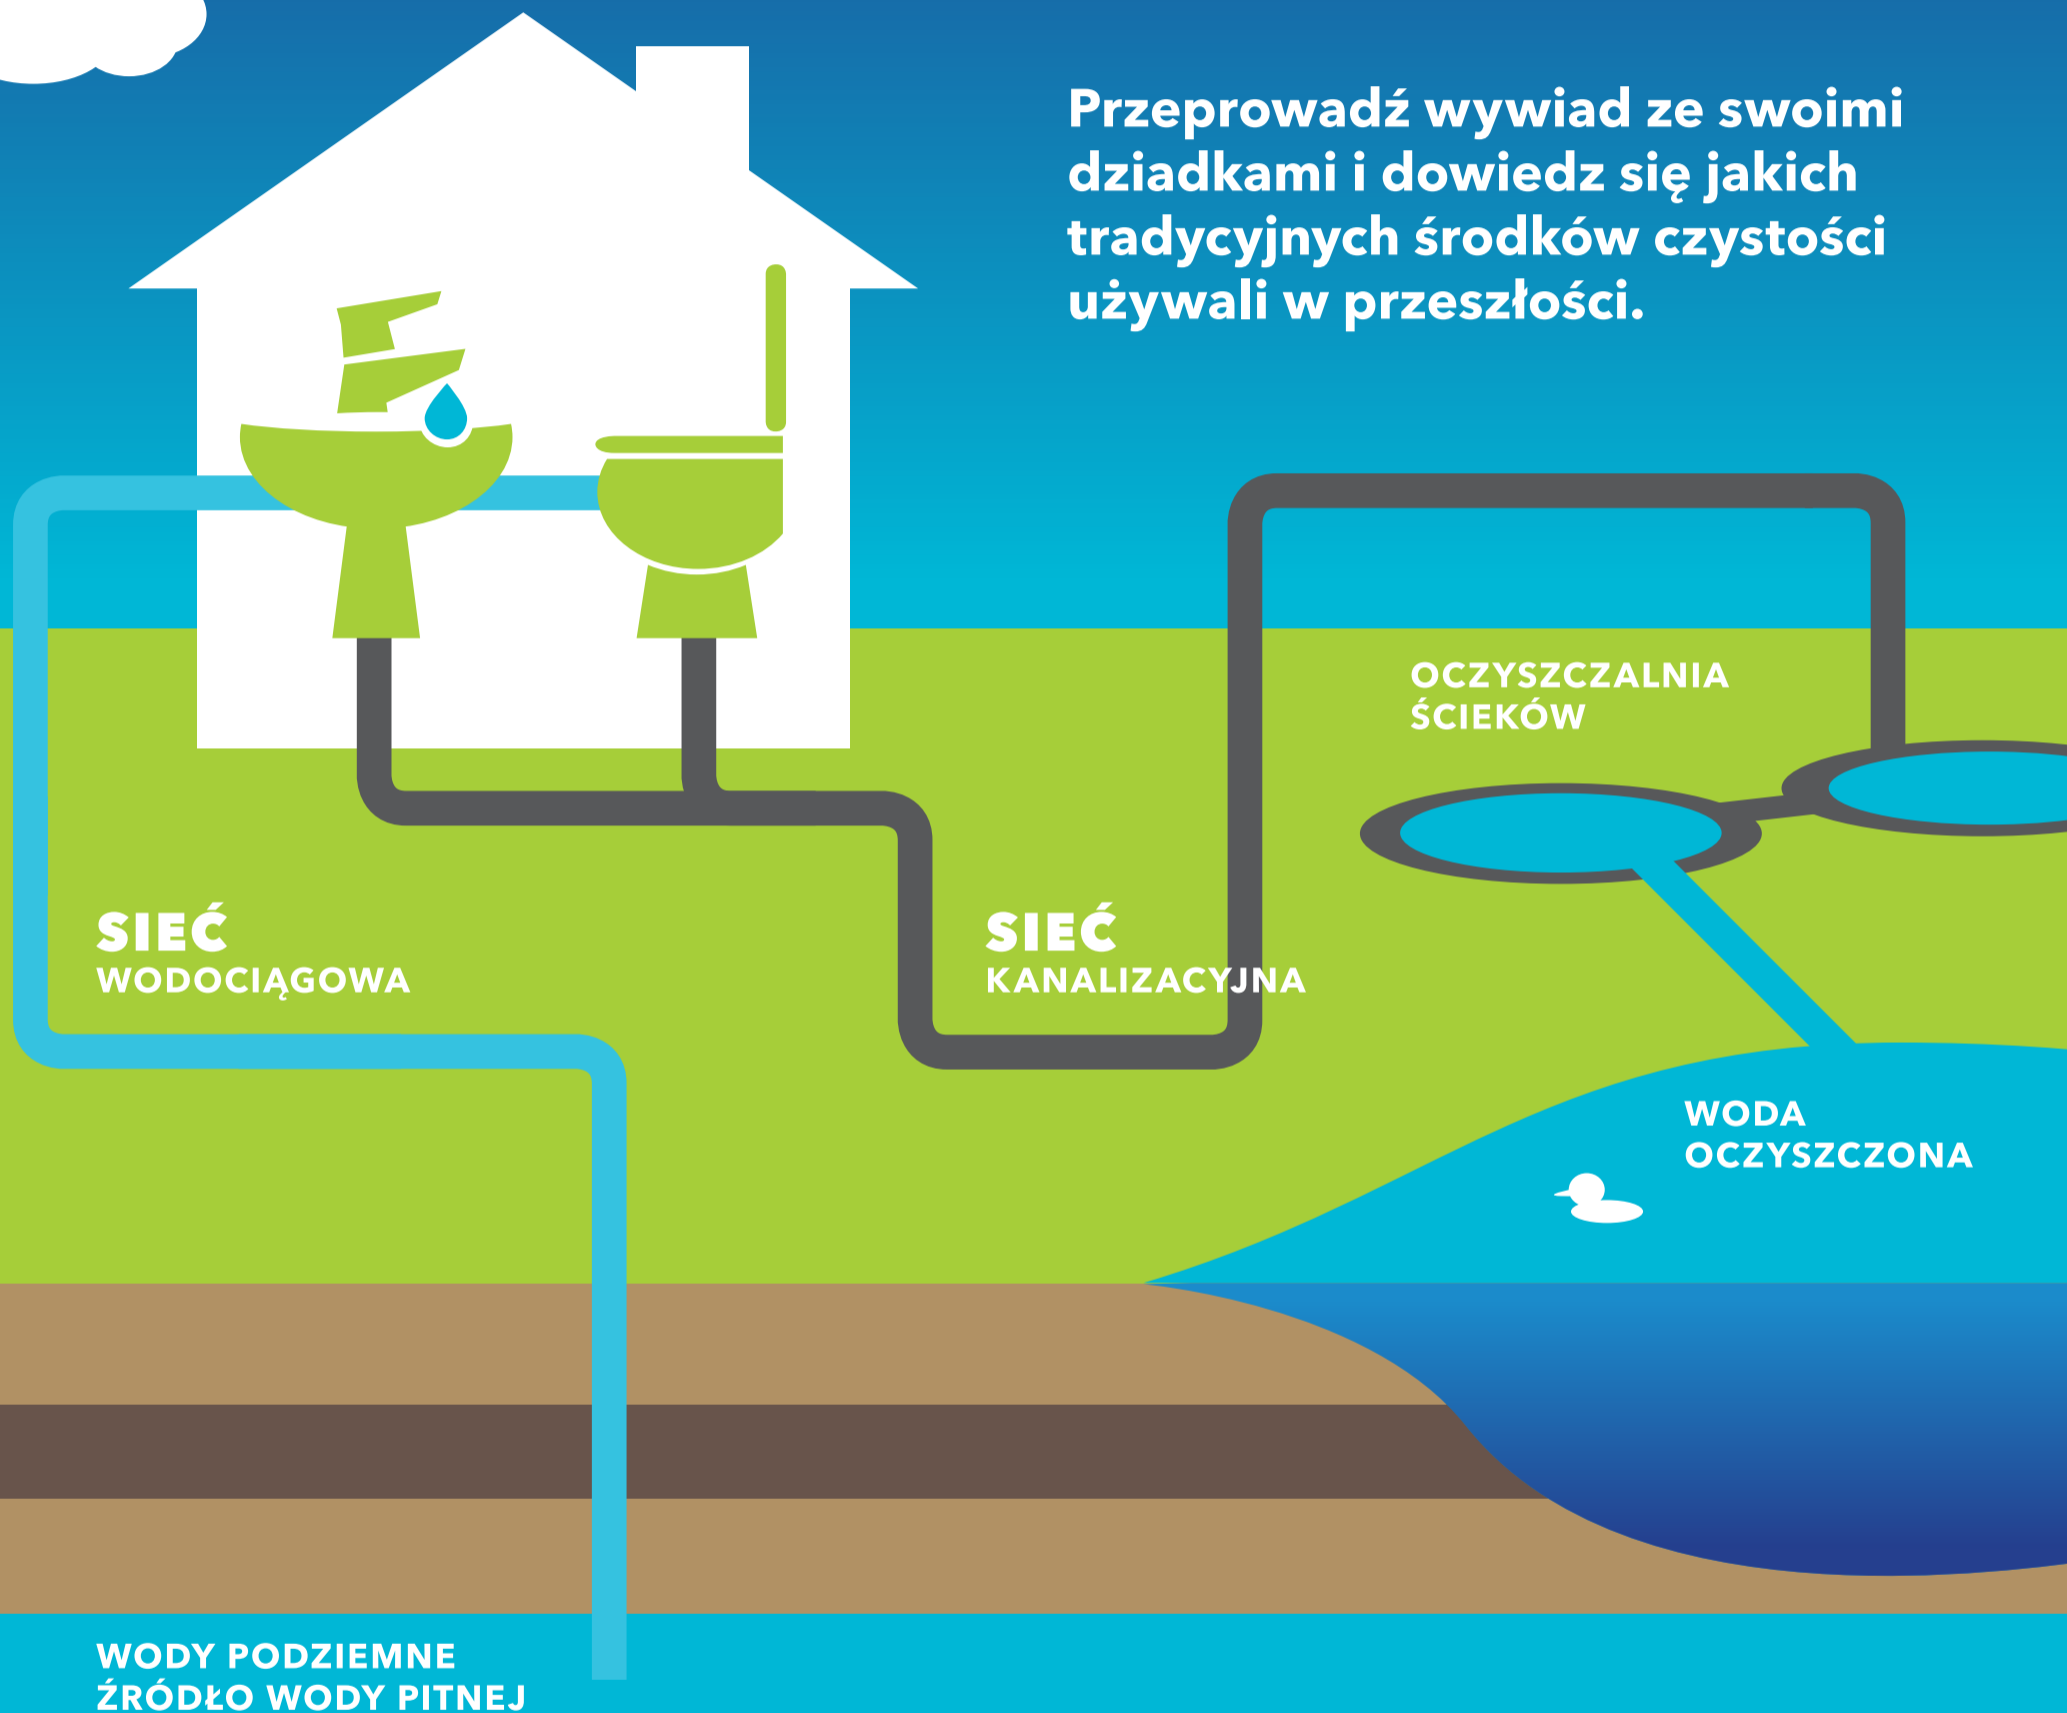 Przeprowadź wywiad ze swoimi
dziadkami i dowiedz się jakich
tradycyjnych środków czystości
używali w przeszłości.
OCZYSZCZALNIA
ŚCIEKÓW
SIEĆ
WODOCIĄGOWA
SIEĆ
KANALIZACYJNA
WODA
OCZYSZCZONA
WODY PODZIEMNE
ŹRÓDŁO WODY PITNEJ